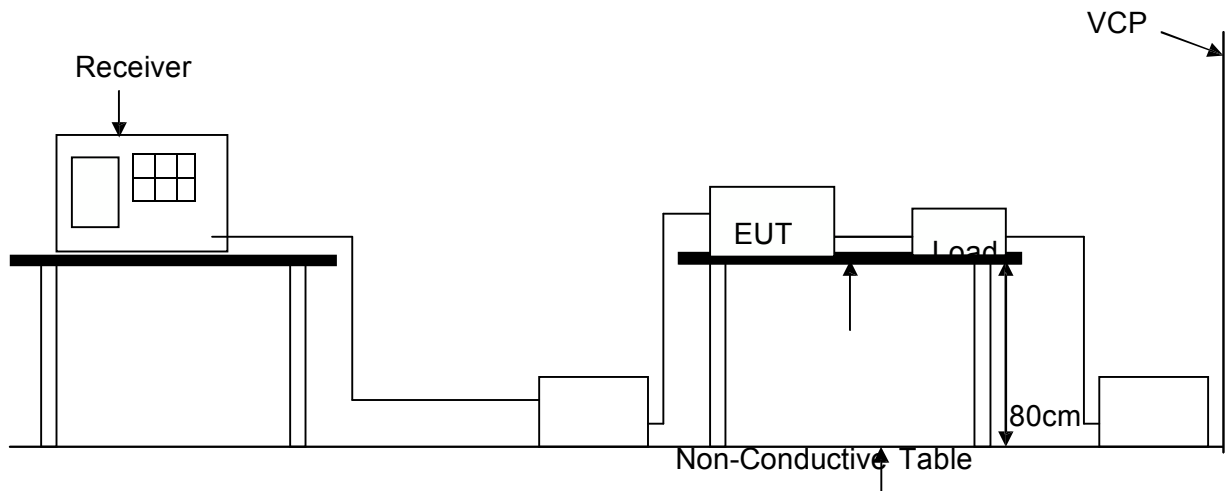 VCP
Receiver
EUT
Load
80cm
Non-Conductive Table